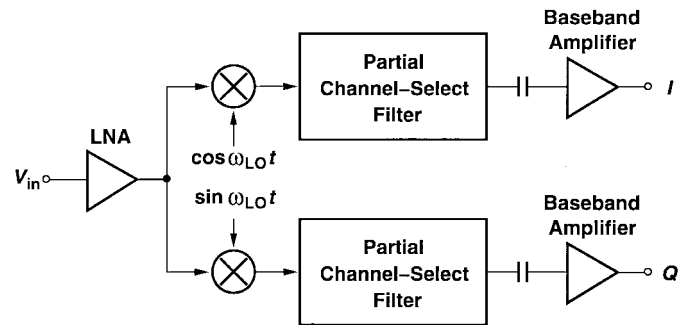 Baseband
Amplifier
Partial
Channel–Select
Filter
I
LNA
cos ω_LO t
V_in
sin ω_LO t
Baseband
Amplifier
Partial
Channel–Select
Filter
Q